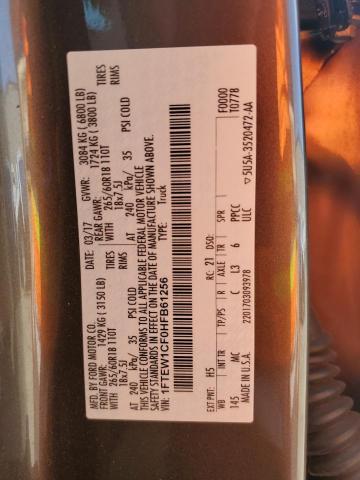 MFD. BY FORD MOTOR CO.
DATE: 03/17 GVWR: 3084 KG ( 6800 LB)
FRONT GAWR: 1429 KG ( 3150 LB) REAR GAWR: 1724 KG ( 3800 LB)
WITH 265/60R18 110T TIRES WITH 265/60R18 110T TIRES
18x7.5J RIMS 18x7.5J RIMS
AT 240 kPa/ 35 PSI COLD AT 240 kPa/ 35 PSI COLD
THIS VEHICLE CONFORMS TO ALL APPLICABLE FEDERAL MOTOR VEHICLE
SAFETY STANDARDS IN EFFECT ON THE DATE OF MANUFACTURE SHOWN ABOVE.
VIN: 1FTEW1CF0HFB61256 TYPE: Truck
F0000
T0778
EXT PNT: H5 RC: 21 DSO:
WB INT TR TP/PS R AXLE TR SPR
145 MC C L3 6 PPCC
MADE IN U.S.A. 2201703093978 ULC
▽5U5A-3520472-AA